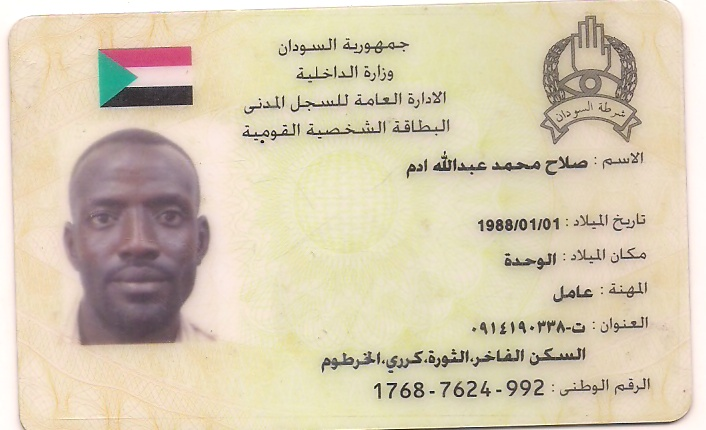 جمهورية السودان
وزارة الداخلية
الادارة العامة للسجل المدنى
البطاقة الشخصية القومية
شرطة السودان
الاسم : صلاح محمد عبدالله ادم
تاريخ الميلاد : 1988/01/01
مكان الميلاد : الوحدة
المهنة : عامل
العنوان : ت-٠٩١٤١٩٠٣٣٨
السكن الفاخر،الثورة،كرري،الخرطوم
الرقم الوطنى : 992-7624-1768